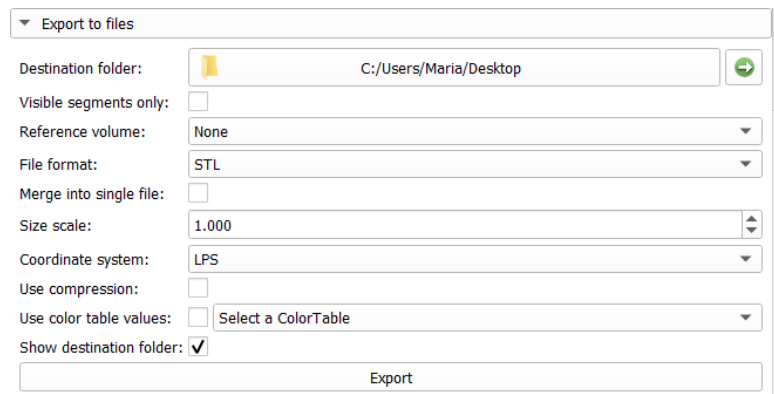 Export to files
Destination folder: C:/Users/Maria/Desktop
Visible segments only:
Reference volume: None
File format: STL
Merge into single file:
Size scale: 1.000
Coordinate system: LPS
Use compression:
Use color table values: Select a ColorTable
Show destination folder:
Export